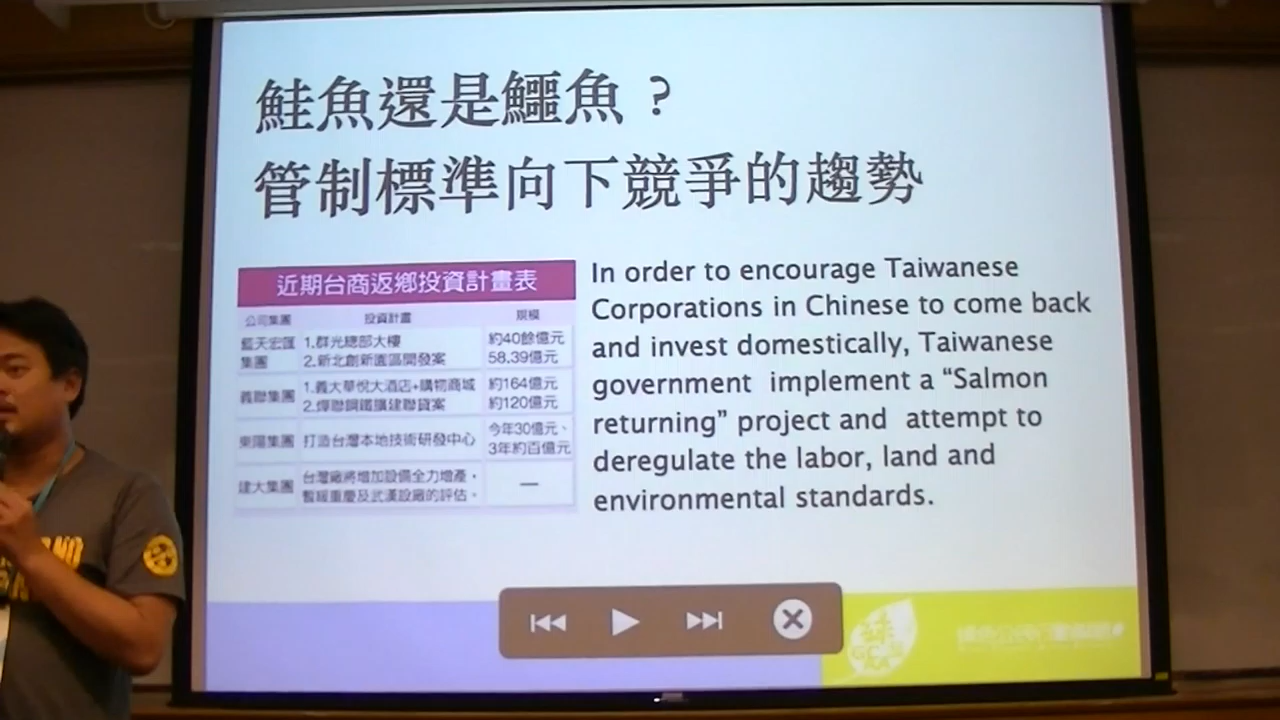 鮭魚還是鱷魚？
管制標準向下競爭的趨勢
近期台商返鄉投資計畫表
公司集團 投資計畫 規模
藍天宏匯集團 1.群光總部大樓 約40餘億元
2.新北創新園區開發案 58.39億元
義聯集團 1.義大華悅大酒店+購物商城 約164億元
2.燁聯鋼鐵擴建聯貸案 約120億元
東陽集團 打造台灣本地技術研發中心 今年30億元、
3年約百億元
建大集團 台灣廠將增加設備全力增產，
暫緩重慶及武漢設廠的評估。 —
In order to encourage Taiwanese
Corporations in Chinese to come back
and invest domestically, Taiwanese
government implement a “Salmon
returning” project and attempt to
deregulate the labor, land and
environmental standards.